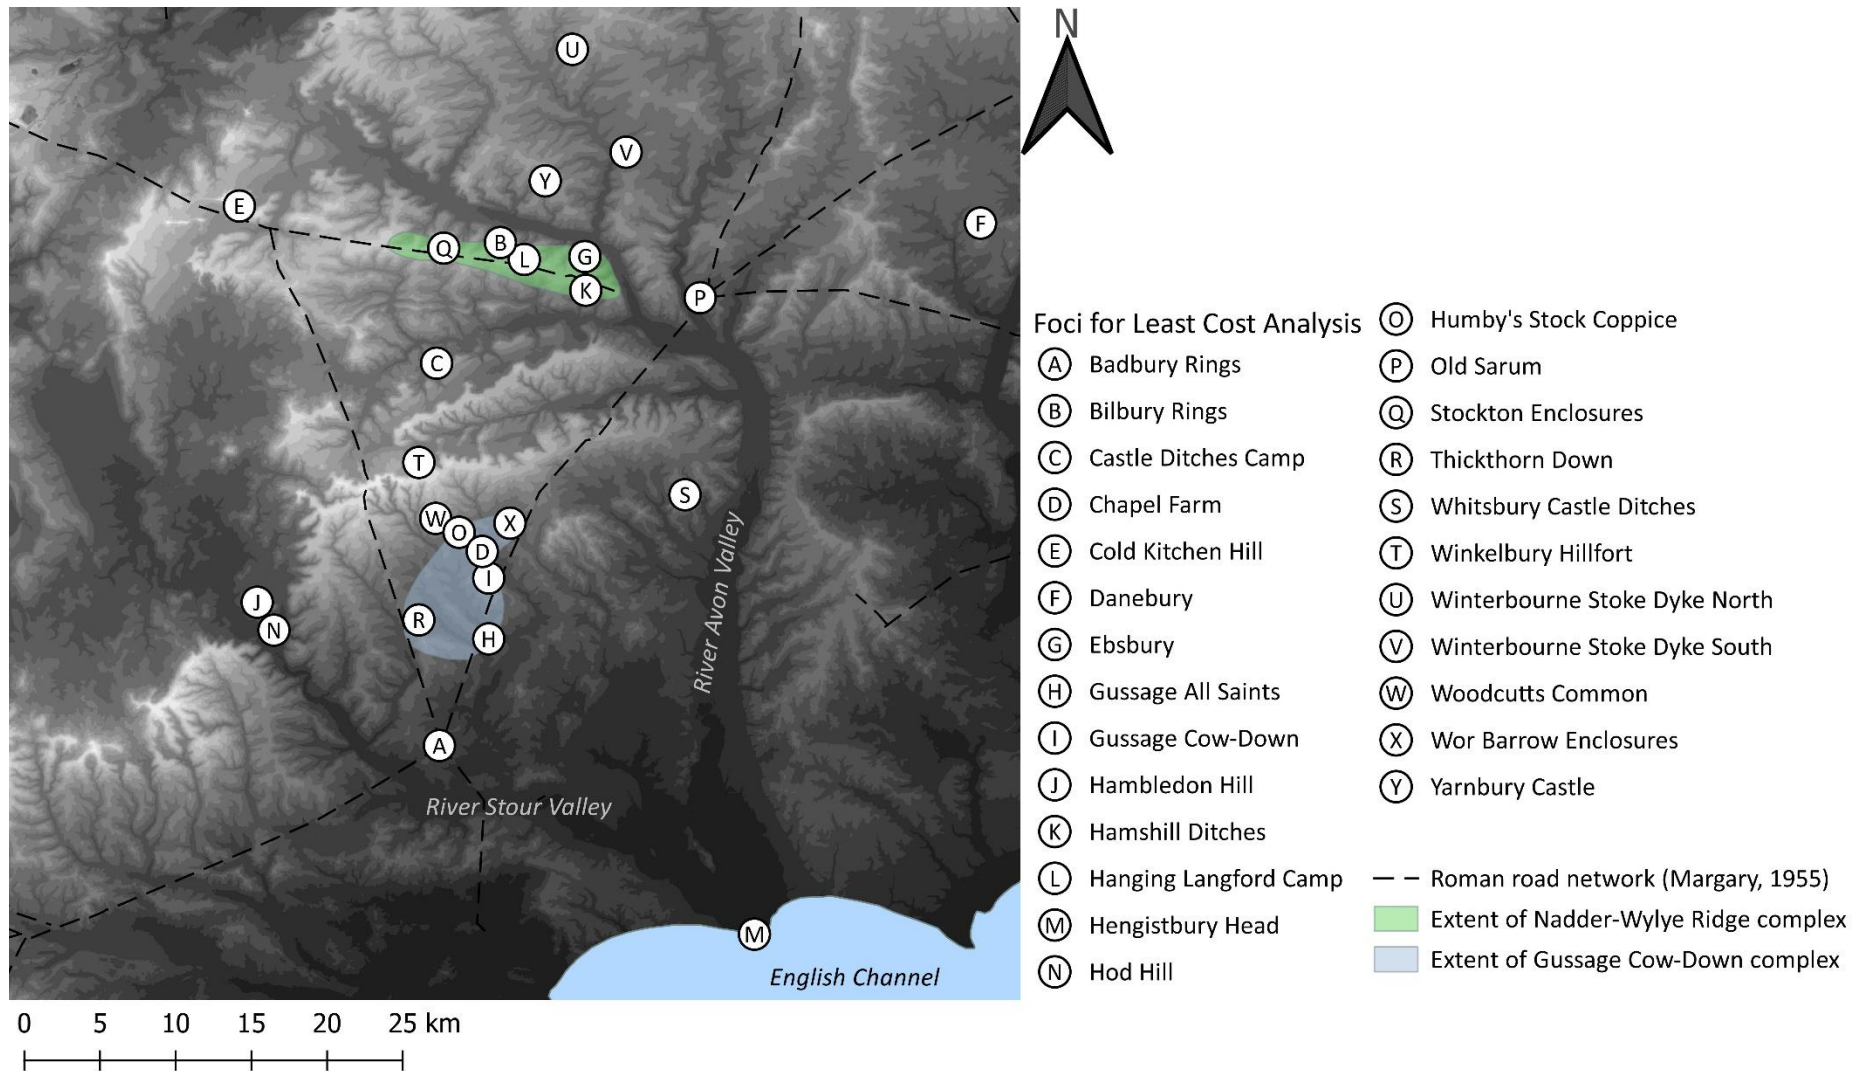 N
U
V
Y
E
F
Q
B
L
G
K
P
C
T
S
W
O
X
D
I
J
N
R
H
A
M
River Avon Valley
River Stour Valley
English Channel
0 5 10 15 20 25 km
Foci for Least Cost Analysis
A Badbury Rings
B Bilbury Rings
C Castle Ditches Camp
D Chapel Farm
E Cold Kitchen Hill
F Danebury
G Ebsbury
H Gussage All Saints
I Gussage Cow-Down
J Hambledon Hill
K Hamshill Ditches
L Hanging Langford Camp
M Hengistbury Head
N Hod Hill
O Humby's Stock Coppice
P Old Sarum
Q Stockton Enclosures
R Thickthorn Down
S Whitsbury Castle Ditches
T Winkelbury Hillfort
U Winterbourne Stoke Dyke North
V Winterbourne Stoke Dyke South
W Woodcutts Common
X Wor Barrow Enclosures
Y Yarnbury Castle
Roman road network (Margary, 1955)
Extent of Nadder-Wylye Ridge complex
Extent of Gussage Cow-Down complex